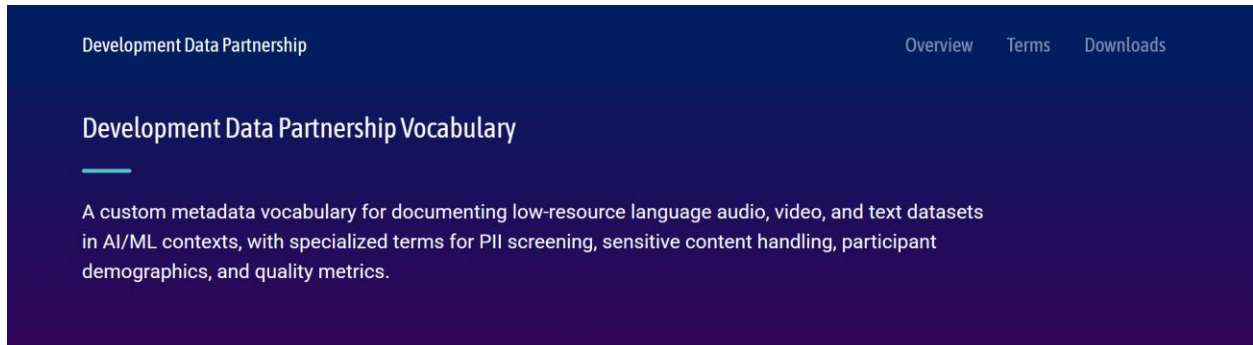 Development Data Partnership
Overview Terms Downloads
Development Data Partnership Vocabulary
A custom metadata vocabulary for documenting low-resource language audio, video, and text datasets
in AI/ML contexts, with specialized terms for PII screening, sensitive content handling, participant
demographics, and quality metrics.